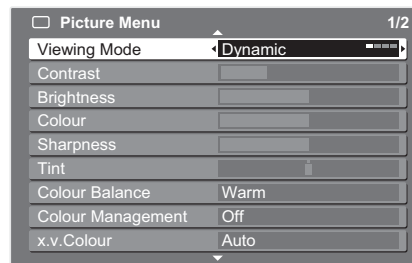 Picture Menu 1/2
Viewing Mode Dynamic
Contrast
Brightness
Colour
Sharpness
Tint
Colour Balance Warm
Colour Management Off
x.v.Colour Auto